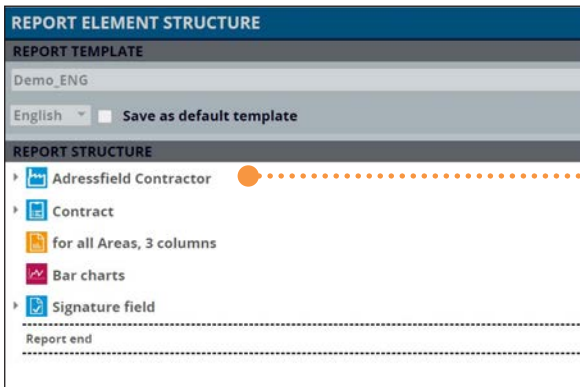 REPORT ELEMENT STRUCTURE
REPORT TEMPLATE
Demo_ENG
English Save as default template
REPORT STRUCTURE
Adressfield Contractor
Contract
for all Areas, 3 columns
Bar charts
Signature field
Report end